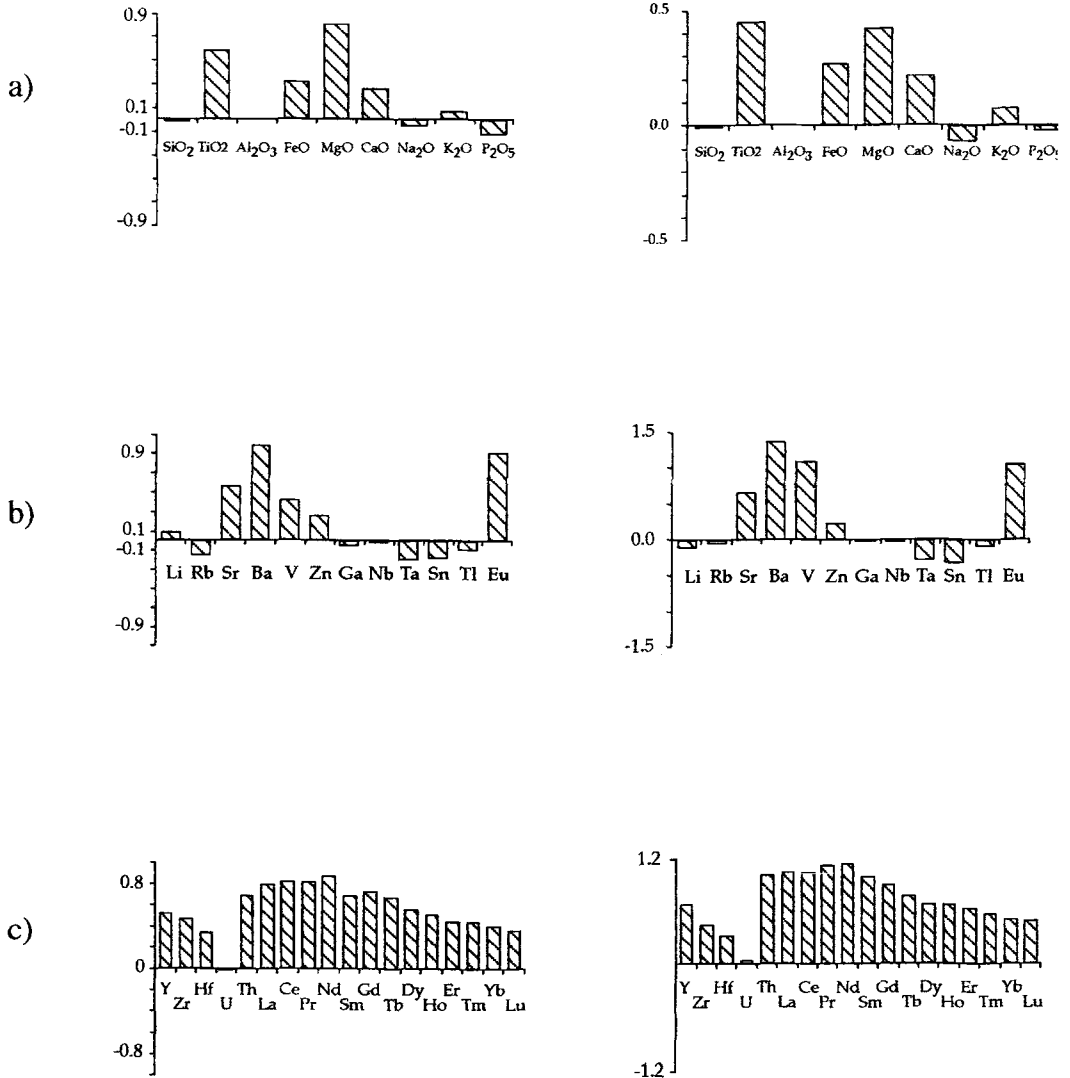 a)
0.9
0.1
-0.1
-0.9
SiO2 TiO2 Al2O3 FeO MgO CaO Na2O K2O P2O5
0.5
0.0
-0.5
SiO2 TiO2 Al2O3 FeO MgO CaO Na2O K2O P2O5
b)
0.9
0.1
-0.1
-0.9
Li Rb Sr Ba V Zn Ga Nb Ta Sn Tl Eu
1.5
0.0
-1.5
Li Rb Sr Ba V Zn Ga Nb Ta Sn Tl Eu
c)
0.8
0
-0.8
Y Zr Hf U Th La Ce Pr Nd Sm Gd Tb Dy Ho Er Tm Yb Lu
1.2
-1.2
Y Zr Hf U Th La Ce Pr Nd Sm Gd Tb Dy Ho Er Tm Yb Lu